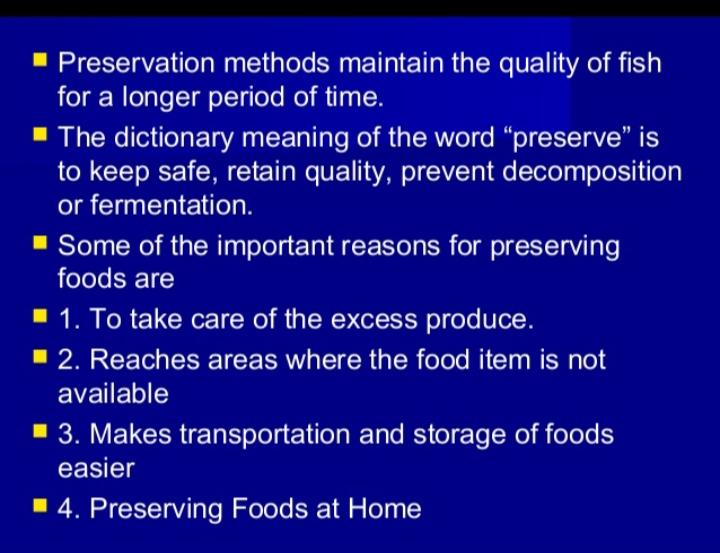 Preservation methods maintain the quality of fish
for a longer period of time.
The dictionary meaning of the word “preserve” is
to keep safe, retain quality, prevent decomposition
or fermentation.
Some of the important reasons for preserving
foods are
1. To take care of the excess produce.
2. Reaches areas where the food item is not
available
3. Makes transportation and storage of foods
easier
4. Preserving Foods at Home